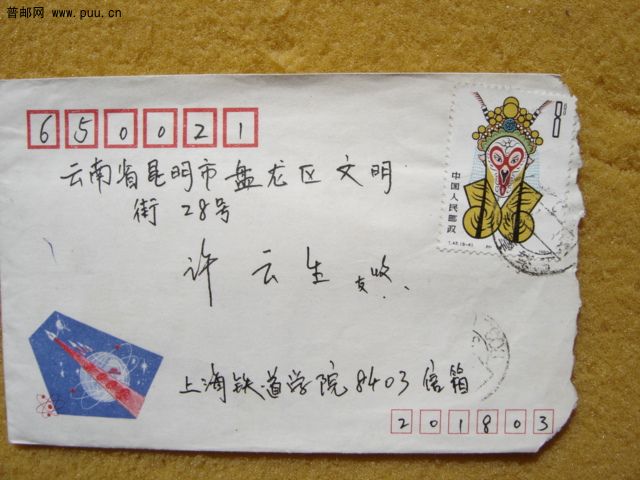 普邮网 www.puu.cn
650021
8分
云南省昆明市盘龙区文明
街 28号
中国人民邮政
许云生 收
上海铁道学院8403信箱
201803